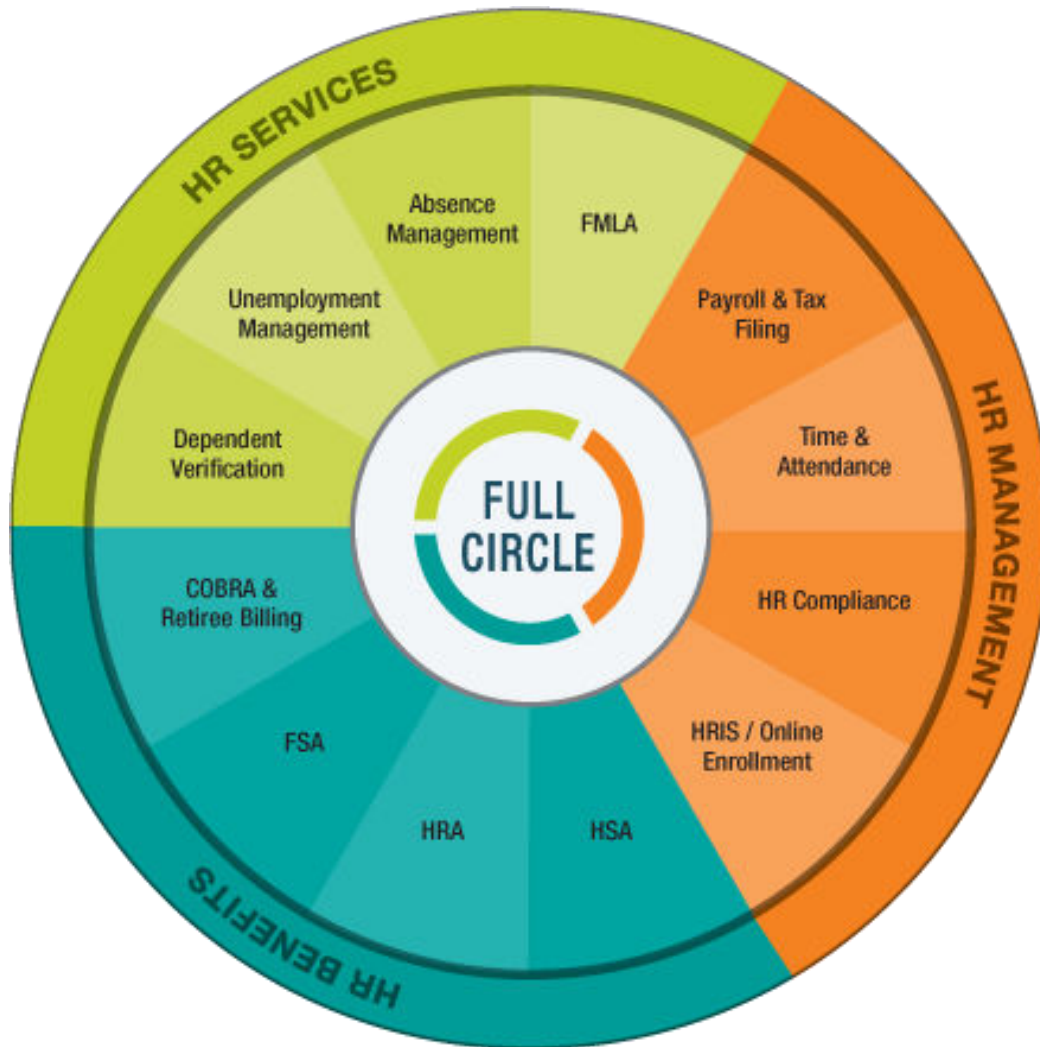 HR SERVICES
Absence
Management
FMLA
Unemployment
Management
Dependent
Verification
HR MANAGEMENT
Payroll & Tax
Filing
Time &
Attendance
HR Compliance
HRIS / Online
Enrollment
FULL
CIRCLE
COBRA &
Retiree Billing
FSA
HRA
HSA
HR BENEFITS